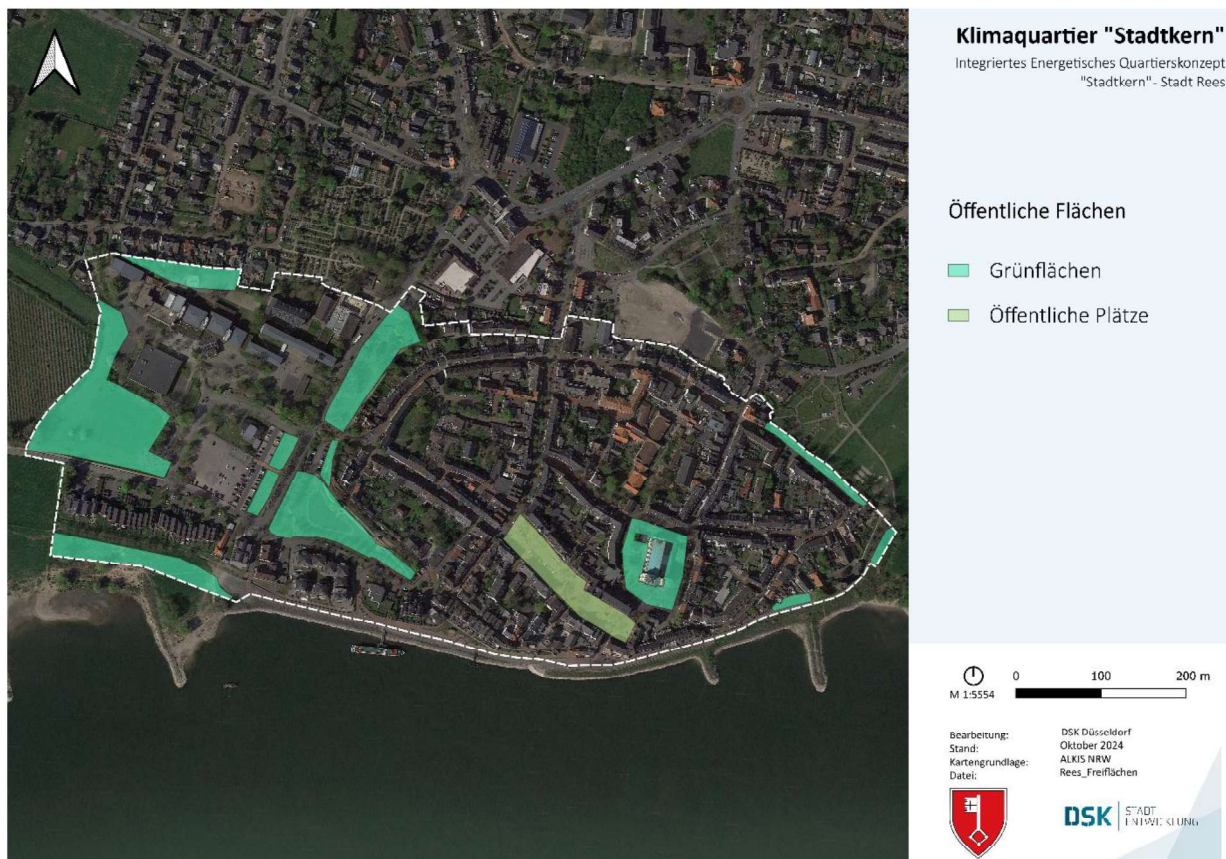 Klimaquartier "Stadtkern"
Integriertes Energetisches Quartierskonzept
"Stadtkern" - Stadt Rees
Öffentliche Flächen
Grünflächen
Öffentliche Plätze
M 1:5554
0 100 200 m
Bearbeitung: DSK Düsseldorf
Stand: Oktober 2024
Kartengrundlage: ALKIS NRW
Datei: Rees_Freiflächen
DSK STADT
ENTWICKLUNG